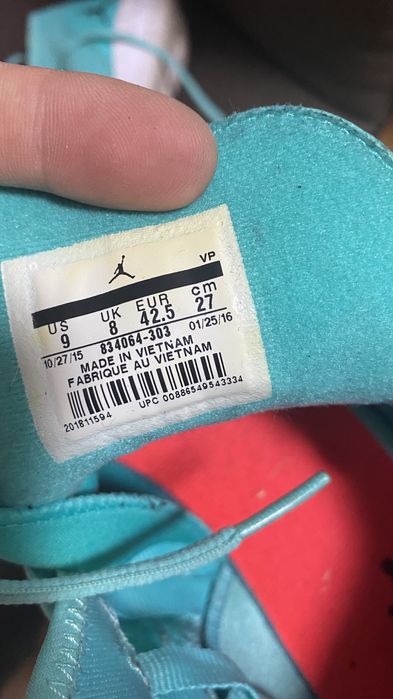 VP
US UK EUR cm
9 8 42.5 27
10/27/15 834064-303 01/25/16
MADE IN VIETNAM
FABRIQUE AU VIETNAM
201811594 UPC 00886549543334